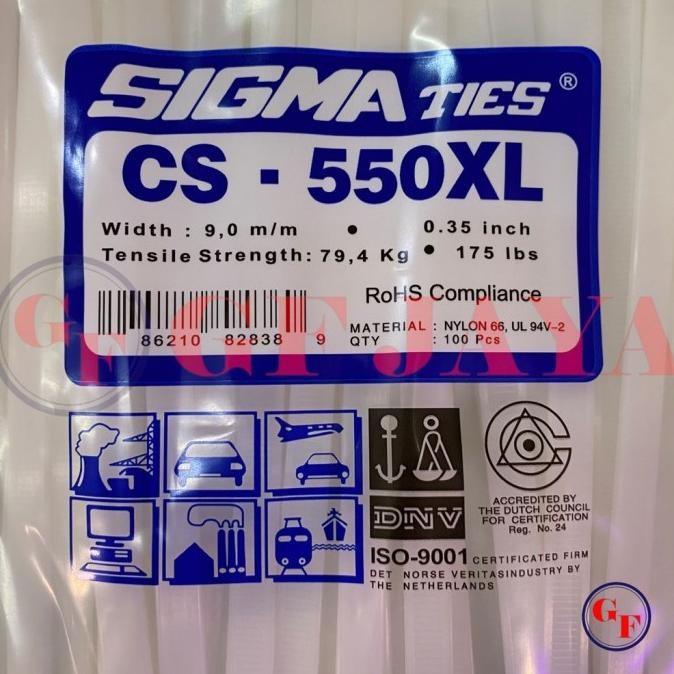 SIGMA TIES ®
CS - 550XL
Width : 9,0 m/m • 0.35 inch
Tensile Strength: 79,4 Kg • 175 lbs
RoHS Compliance
86210 82838 9
MATERIAL : NYLON 66, UL 94V-2
QTY : 100 Pcs
GF GF JAYA
DNV
ISO-9001 CERTIFICATED FIRM
DET NORSE VERITASINDUSTRY BY
THE NETHERLANDS
C
ACCREDITED BY
THE DUTCH COUNCIL
FOR CERTIFICATION
Reg. No. 24
GF